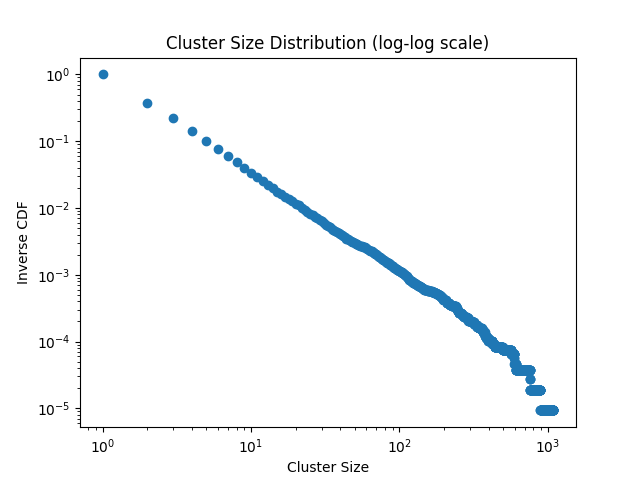 Cluster Size Distribution (log-log scale)
Inverse CDF
10⁰
10⁻¹
10⁻²
10⁻³
10⁻⁴
10⁻⁵
10⁰ 10¹ 10² 10³
Cluster Size